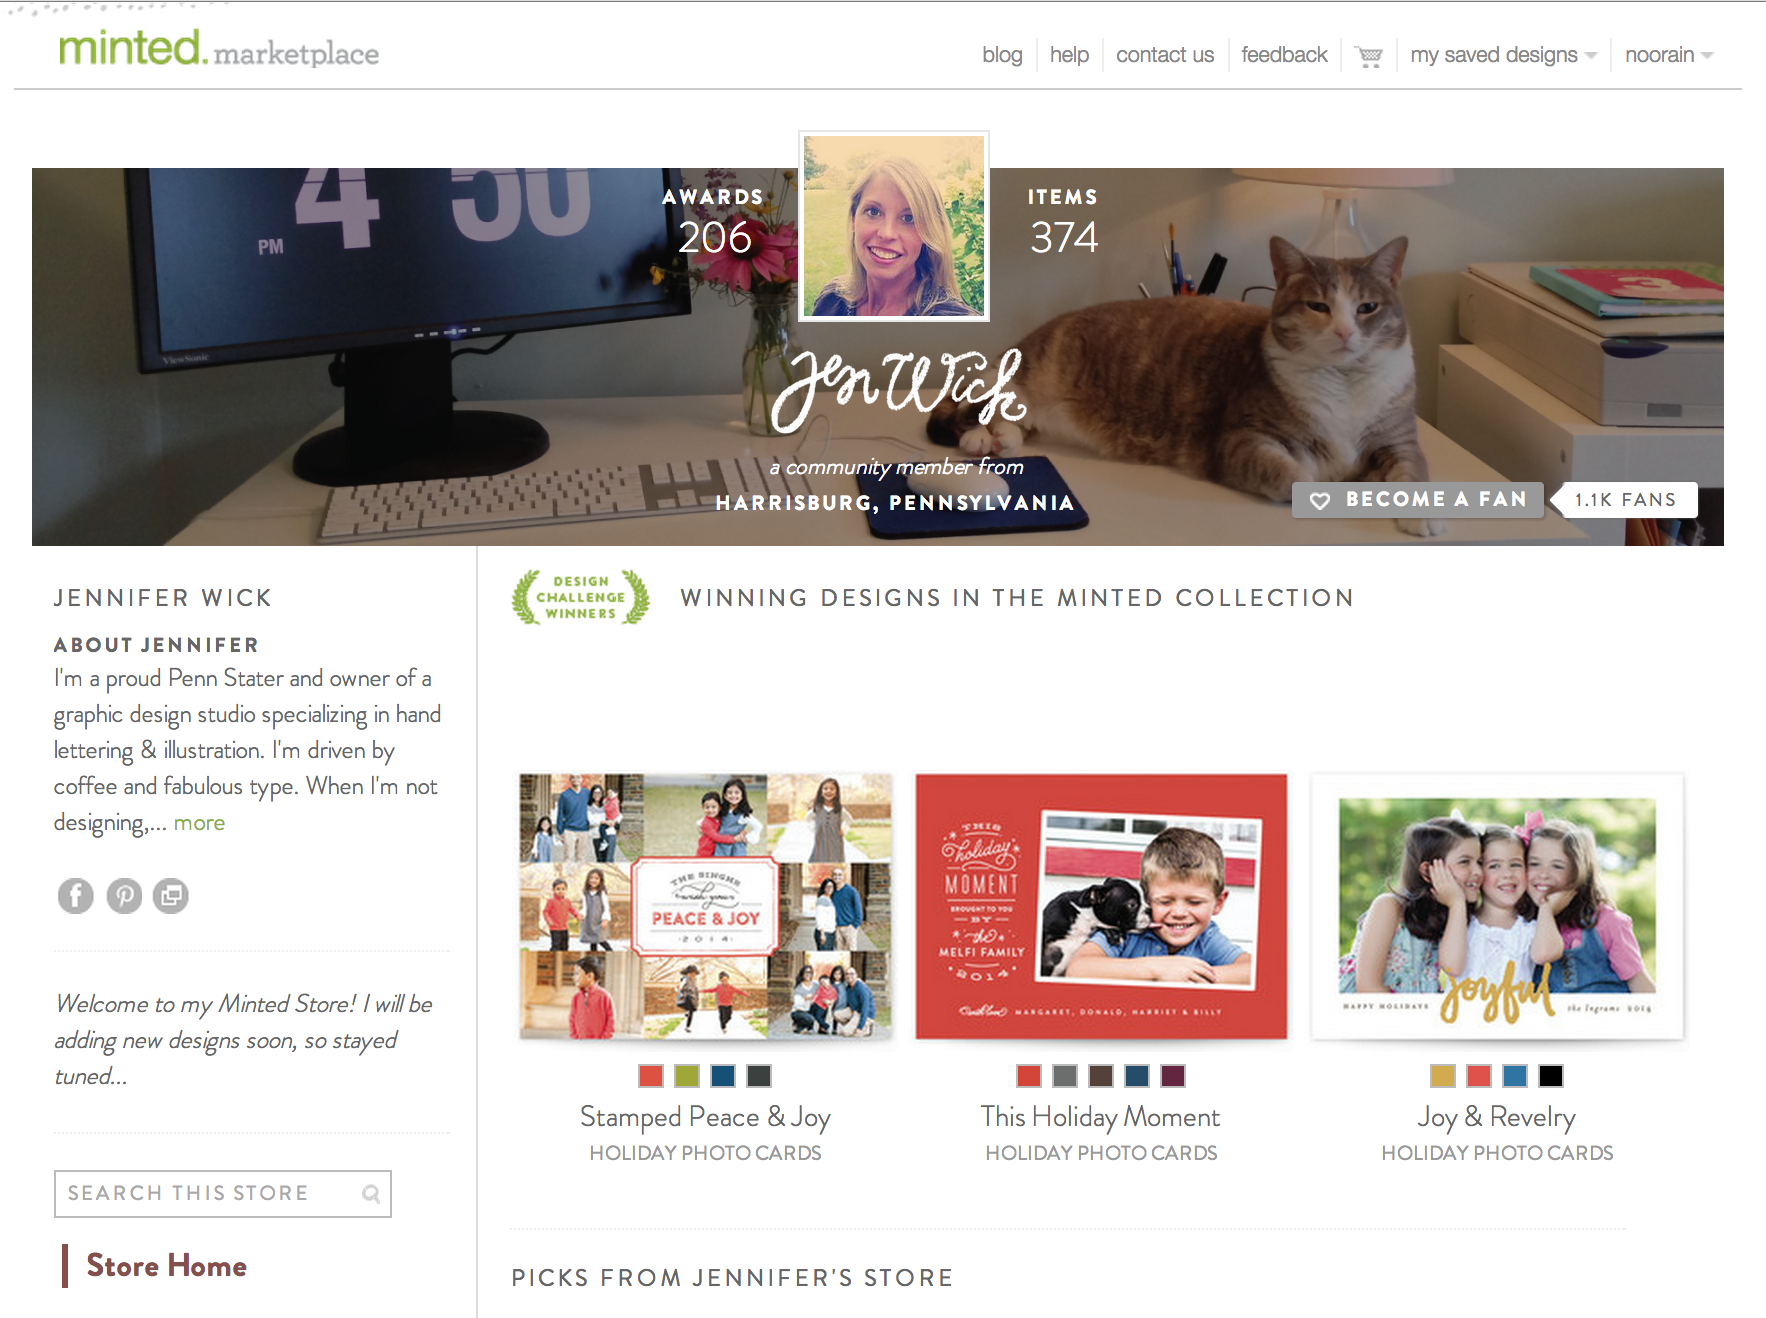 minted. marketplace
blog
help
contact us
feedback
my saved designs
noorain
4 50
PM
ViewSonic
AWARDS
206
ITEMS
374
Jen Wick
a community member from
HARRISBURG, PENNSYLVANIA
BECOME A FAN
1.1K FANS
JENNIFER WICK
ABOUT JENNIFER
I'm a proud Penn Stater and owner of a
graphic design studio specializing in hand
lettering & illustration. I'm driven by
coffee and fabulous type. When I'm not
designing,... more
Welcome to my Minted Store! I will be
adding new designs soon, so stayed
tuned...
SEARCH THIS STORE
Store Home
DESIGN
CHALLENGE
WINNERS
WINNING DESIGNS IN THE MINTED COLLECTION
THE SINGHS
wish you
PEACE & JOY
2014
Stamped Peace & Joy
HOLIDAY PHOTO CARDS
THIS
holiday
MOMENT
BROUGHT TO YOU
BY
the
MELFI FAMILY
2014
with love
MARGARET, DONALD, HARRIET & BILLY
This Holiday Moment
HOLIDAY PHOTO CARDS
HAPPY HOLIDAYS
joyful
the Ingrams 2014
Joy & Revelry
HOLIDAY PHOTO CARDS
PICKS FROM JENNIFER'S STORE